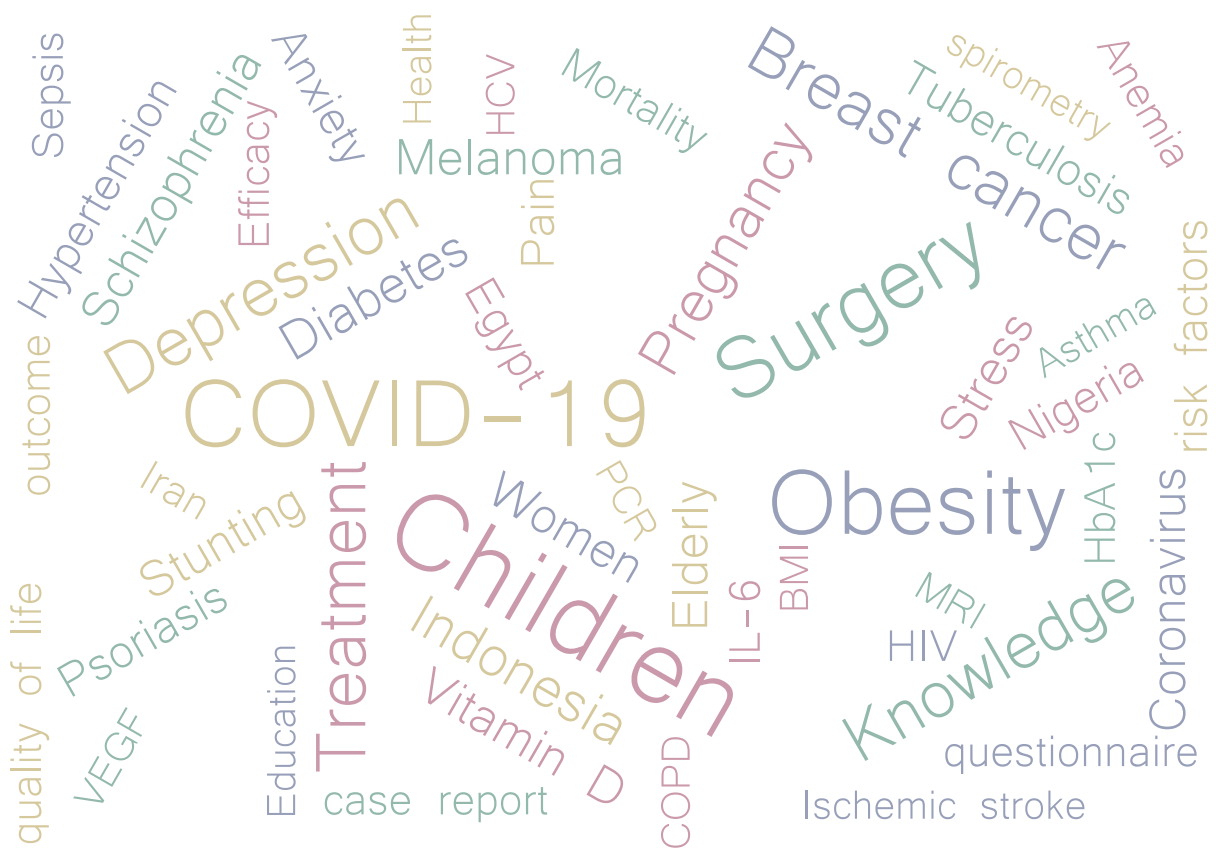 Sepsis
Hypertension
Schizophrenia
Anxiety
Efficacy
Health
HCV
Mortality
Melanoma
Pain
Breast cancer
spirometry
Tuberculosis
Anemia
Depression
Diabetes
Egypt
Pregnancy
Surgery
Stress
Asthma
Nigeria
risk factors
outcome
COVID-19
Iran
Stunting
Treatment
Children
Women
PCR
Elderly
Obesity
BMI
IL-6
HbA1c
Coronavirus
MRI
HIV
Knowledge
quality of life
Psoriasis
VEGF
Education
Indonesia
Vitamin D
case report
COPD
questionnaire
Ischemic stroke